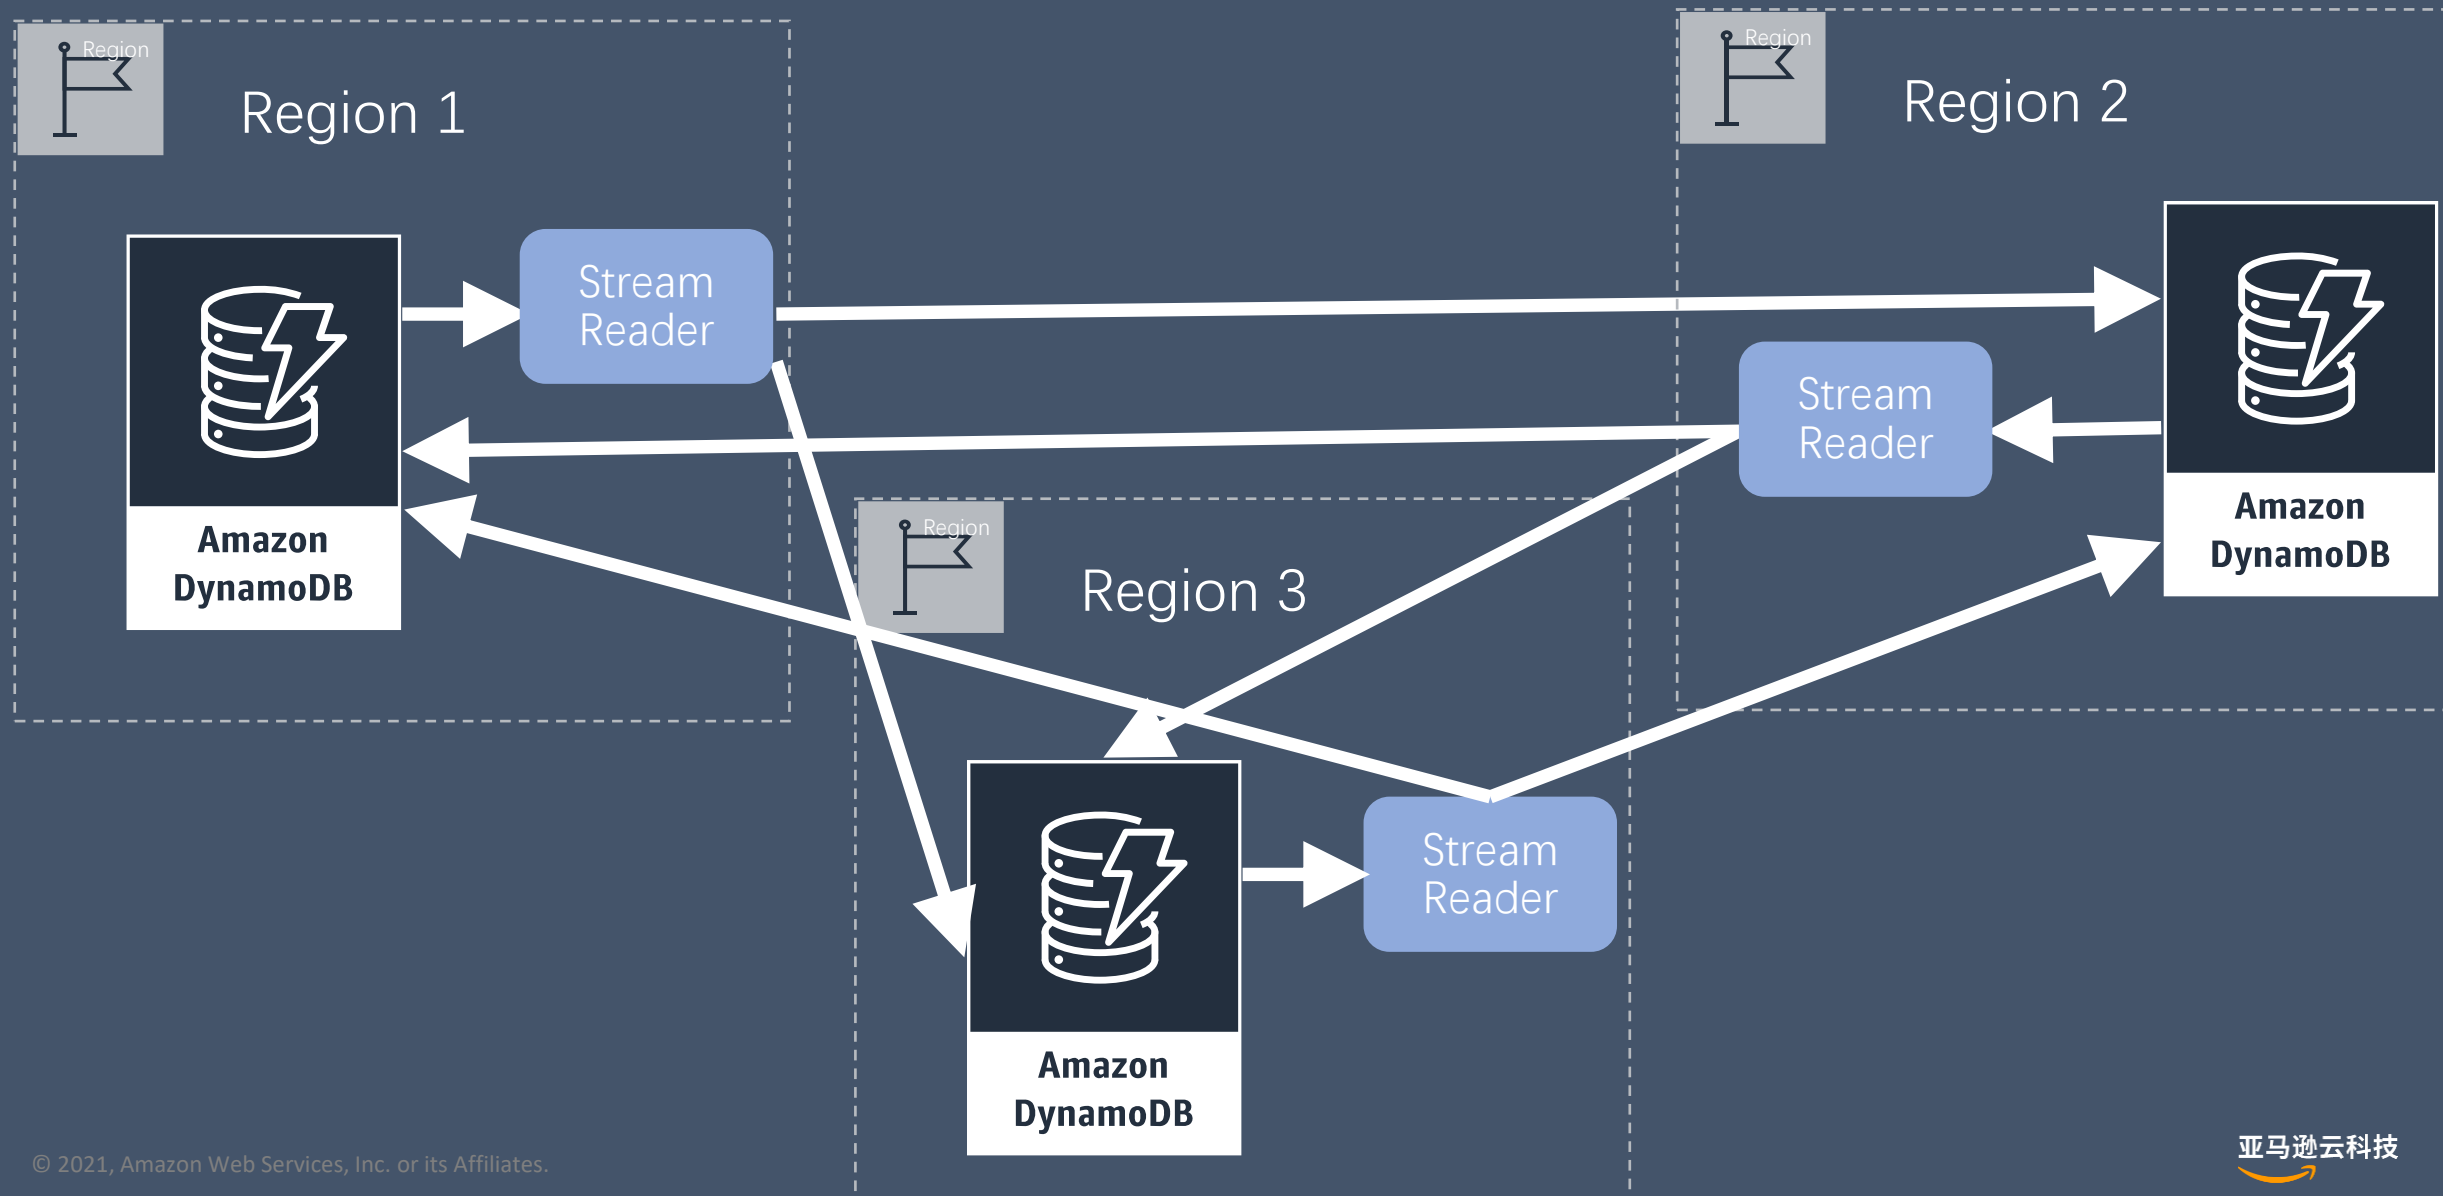 Region
Region 1
Stream
Reader
Amazon
DynamoDB
Region
Region 2
Stream
Reader
Amazon
DynamoDB
Region
Region 3
Stream
Reader
Amazon
DynamoDB
© 2021, Amazon Web Services, Inc. or its Affiliates.
亚马逊云科技